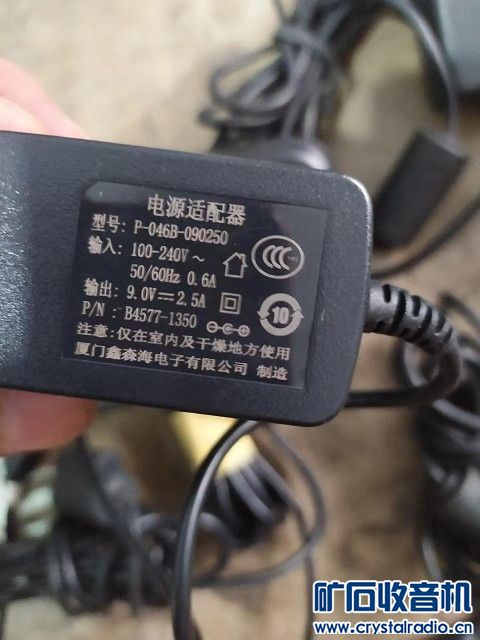 电源适配器
型号: P-046B-090250
输入: 100-240V~
50/60Hz 0.6A
输出: 9.0V⎓2.5A
P/N : B4577-1350
10
注意:仅在室内及干燥地方使用
厦门鑫森海电子有限公司 制造
矿石收音机
www.crystalradio.cn